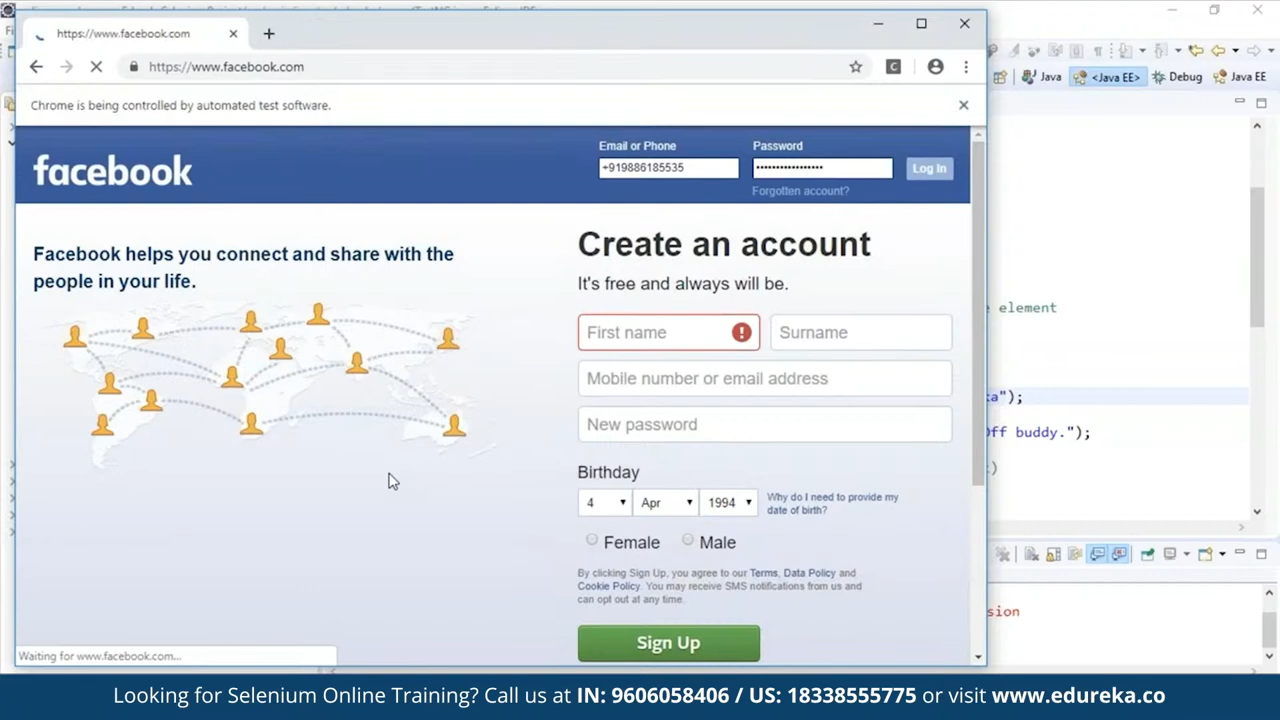 https://www.facebook.com
https://www.facebook.com
Chrome is being controlled by automated test software.
Java
<Java EE>
Debug
Java EE
facebook
Email or Phone
Password
+919886185535
••••••••••••••••
Log In
Forgotten account?
Facebook helps you connect and share with the
people in your life.
Create an account
It's free and always will be.
First name
Surname
Mobile number or email address
New password
Birthday
4
Apr
1994
Why do I need to provide my
date of birth?
Female
Male
By clicking Sign Up, you agree to our Terms, Data Policy and
Cookie Policy. You may receive SMS notifications from us and
can opt out at any time.
Sign Up
Waiting for www.facebook.com...
element
");
Off buddy.");
)
sion
Looking for Selenium Online Training? Call us at IN: 9606058406 / US: 18338555775 or visit www.edureka.co